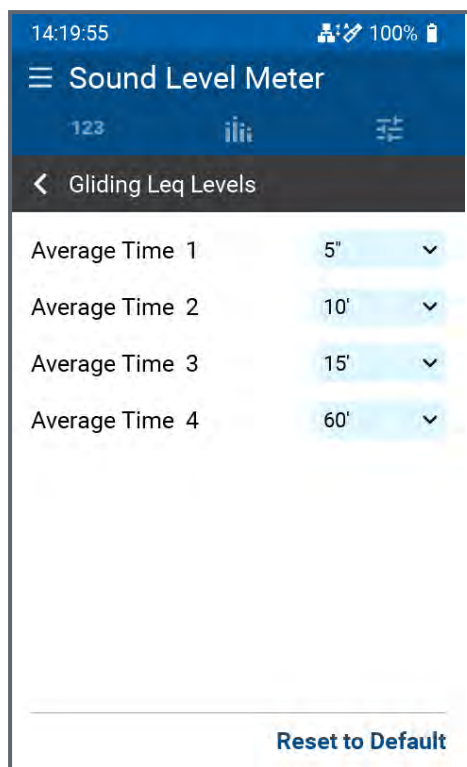 14:19:55 100%
Sound Level Meter
123
Gliding Leq Levels
Average Time 1 5"
Average Time 2 10'
Average Time 3 15'
Average Time 4 60'
Reset to Default